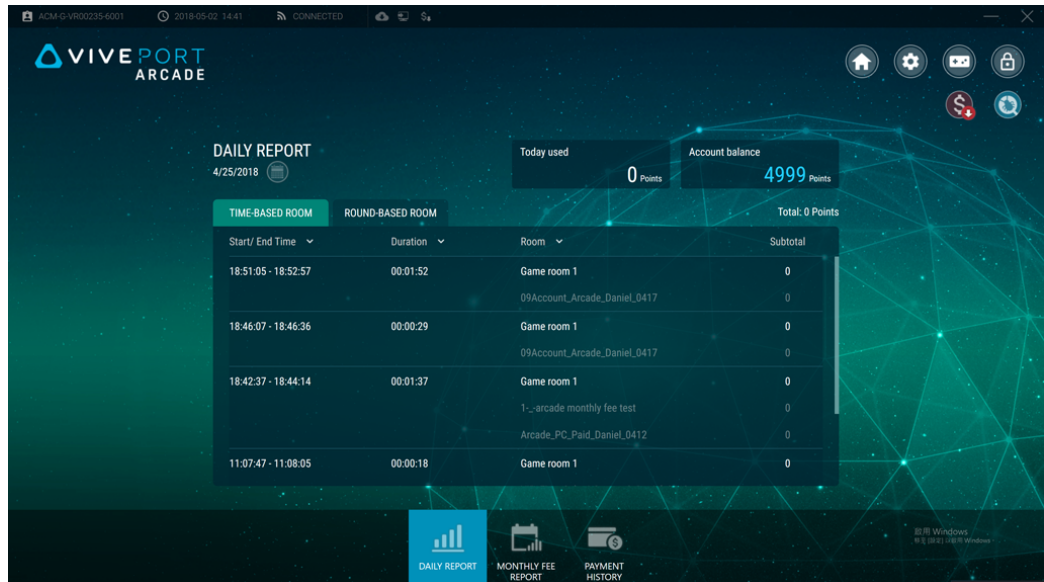 ACM-G-VR00235-6001 2018-05-02 14:41 CONNECTED
VIVEPORT
ARCADE
DAILY REPORT
4/25/2018
Today used
0 Points
Account balance
4999 Points
TIME-BASED ROOM ROUND-BASED ROOM Total: 0 Points
Start/ End Time Duration Room Subtotal
18:51:05 - 18:52:57 00:01:52 Game room 1 0
09Account_Arcade_Daniel_0417 0
18:46:07 - 18:46:36 00:00:29 Game room 1 0
09Account_Arcade_Daniel_0417 0
18:42:37 - 18:44:14 00:01:37 Game room 1 0
1-_-arcade monthly fee test 0
Arcade_PC_Paid_Daniel_0412 0
11:07:47 - 11:08:05 00:00:18 Game room 1 0
啟用 Windows
DAILY REPORT
MONTHLY FEE
REPORT
PAYMENT
HISTORY